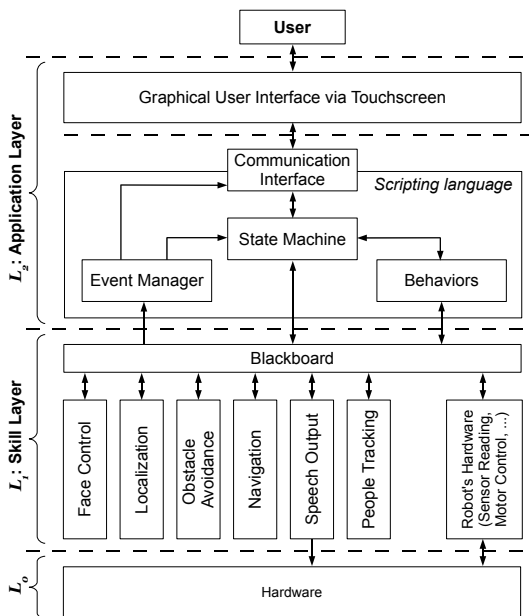 User
Graphical User Interface via Touchscreen
Communication
Interface
Scripting language
State Machine
Event Manager
Behaviors
L₂: Application Layer
Blackboard
Face Control
Localization
Obstacle
Avoidance
Navigation
Speech Output
People Tracking
Robot's Hardware
(Sensor Reading,
Motor Control, ...)
L₁: Skill Layer
Hardware
L₀